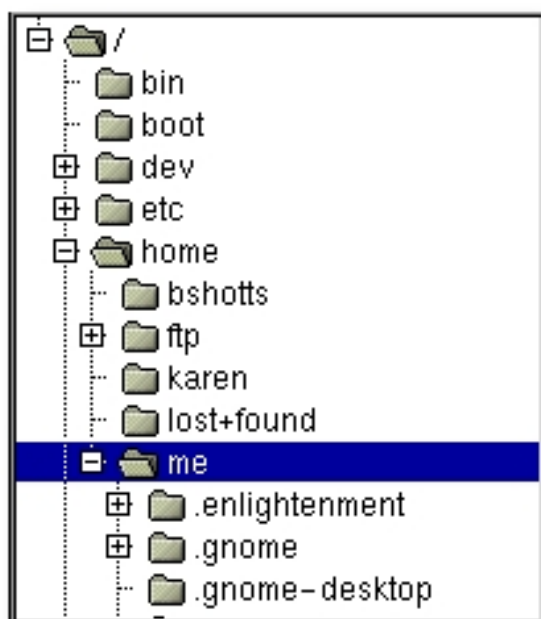 /
bin
boot
dev
etc
home
bshotts
ftp
karen
lost+found
me
.enlightenment
.gnome
.gnome-desktop